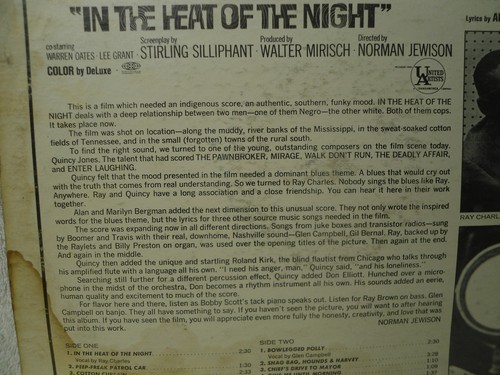 "IN THE HEAT OF THE NIGHT"
Lyrics by
co-starring
WARREN OATES · LEE GRANT · Screenplay by STIRLING SILLIPHANT · Produced by WALTER MIRISCH · Directed by NORMAN JEWISON
COLOR by DeLuxe
UNITED
ARTISTS
This is a film which needed an indigenous score, an authentic, southern, funky mood. IN THE HEAT OF THE
NIGHT deals with a deep relationship between two men—one of them Negro—the other white. Both of them cops.
It takes place now.
The film was shot on location—along the muddy, river banks of the Mississippi, in the sweat-soaked cotton
fields of Tennessee, and in the small (forgotten) towns of the rural south.
To find the right sound, we turned to one of the young, outstanding composers on the film scene today.
Quincy Jones. The talent that had scored THE PAWNBROKER, MIRAGE, WALK DON'T RUN, THE DEADLY AFFAIR,
and ENTER LAUGHING.
Quincy felt that the mood presented in the film needed a dominant blues theme. A blues that would cry out
with the truth that comes from real understanding. So we turned to Ray Charles. Nobody sings the blues like Ray.
Anywhere. Ray and Quincy have a long association and a close friendship. You can hear it in their work
together.
Alan and Marilyn Bergman added the next dimension to this unusual score. They not only wrote the inspired
words for the blues theme, but the lyrics for three other source music songs needed in the film.
The score was expanding now in all different directions. Songs from juke boxes and transistor radios—sung
by Boomer and Travis with their real, downhome, Nashville sound—Glen Campbell, Gil Bernal. Ray, backed up by
the Raylets and Billy Preston on organ, was used over the opening titles of the picture. Then again at the end.
And again in the middle.
Quincy then added the unique and startling Roland Kirk, the blind flautist from Chicago who talks through
his amplified flute with a language all his own. "I need his anger, man," Quincy said, "and his loneliness."
Searching still further for a different percussion effect, Quincy added Don Elliott. Hunched over a micro-
phone in the midst of the orchestra, Don becomes a rhythm instrument all his own. His sounds added an eerie,
human quality and excitement to much of the score.
For flavor here and there, listen as Bobby Scott's tack piano speaks out. Listen for Ray Brown on bass. Glen
Campbell on banjo. They all have something to say. If you haven't seen the picture, you will want to after hearing
this album. If you have seen the film, you will appreciate even more fully the honesty, creativity, and love that was
put into this work.
NORMAN JEWISON
RAY CHARL
SIDE ONE
1. IN THE HEAT OF THE NIGHT 2:30
Vocal by Ray Charles
2. PEEP-FREAK PATROL CAR 1:30
3. COTTON
SIDE TWO
1. BOWLEGGED POLLY 2:30
Vocal by Glen Campbell
2. SHAG BAG, HOUNDS & HARVEY 3:28
3. CHIEF'S DRIVE TO MAYOR